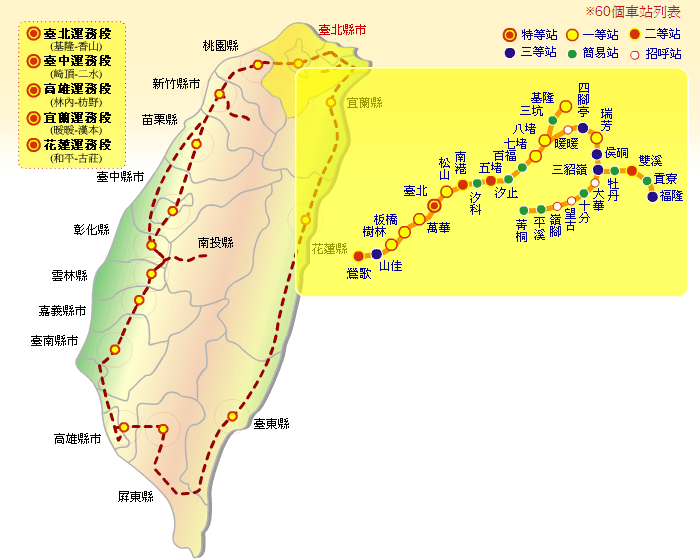 ※60個車站列表
特等站
一等站
二等站
三等站
簡易站
招呼站
臺北運務段
(基隆-香山)
臺中運務段
(崎頂-二水)
高雄運務段
(林內-枋野)
宜蘭運務段
(暖暖-漢本)
花蓮運務段
(和平-古莊)
臺北縣市
桃園縣
新竹縣市
苗栗縣
臺中縣市
彰化縣
南投縣
雲林縣
嘉義縣市
臺南縣市
高雄縣市
屏東縣
臺東縣
花蓮縣
宜蘭縣
基隆
三坑
八堵
七堵
百福
五堵
汐止
汐科
南港
松山
臺北
萬華
板橋
樹林
山佳
鶯歌
暖暖
四腳亭
瑞芳
侯硐
三貂嶺
牡丹
雙溪
貢寮
福隆
大華
十分
望古
嶺腳
平溪
菁桐